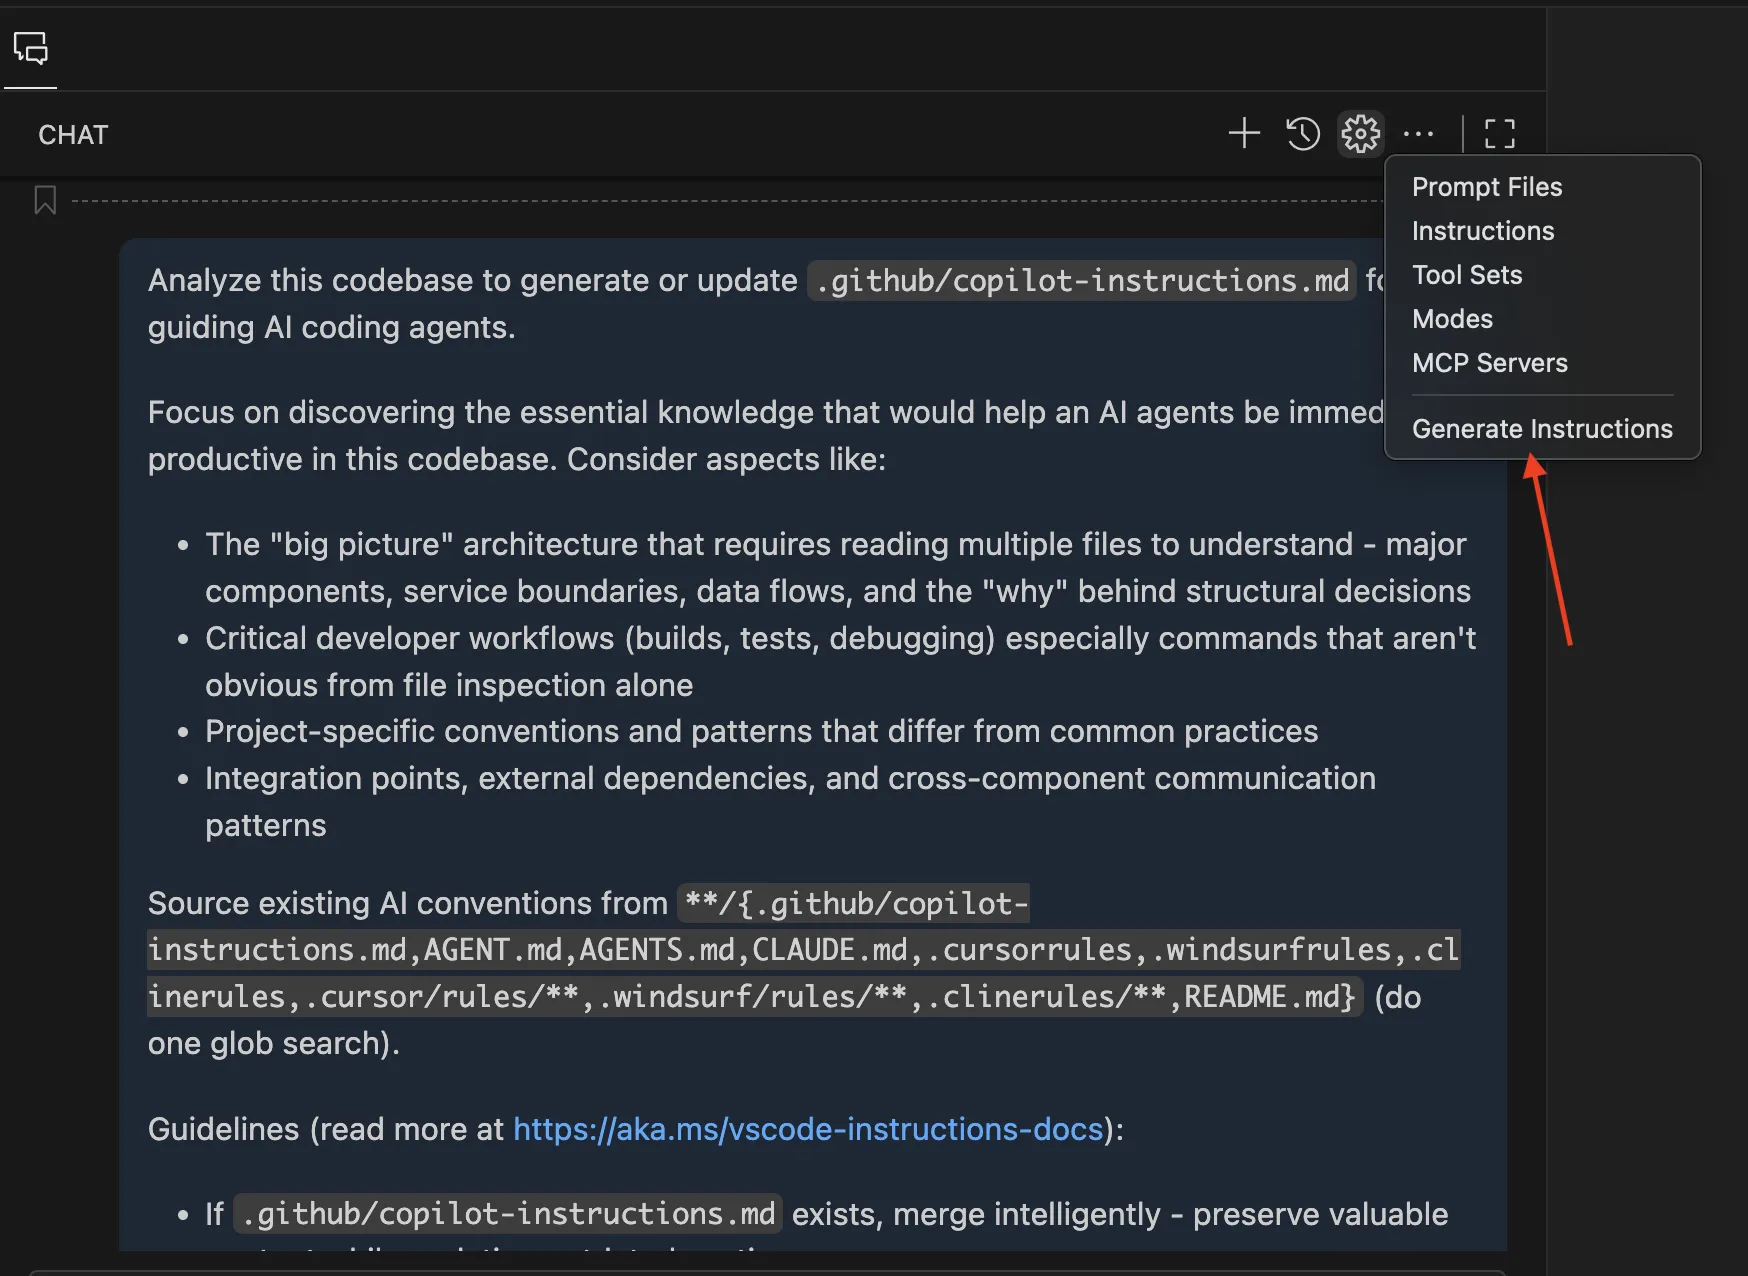 CHAT
Prompt Files
Instructions
Tool Sets
Modes
MCP Servers
Generate Instructions
Analyze this codebase to generate or update .github/copilot-instructions.md
guiding AI coding agents.
Focus on discovering the essential knowledge that would help an AI agents be immed
productive in this codebase. Consider aspects like:
• The "big picture" architecture that requires reading multiple files to understand - major
components, service boundaries, data flows, and the "why" behind structural decisions
• Critical developer workflows (builds, tests, debugging) especially commands that aren't
obvious from file inspection alone
• Project-specific conventions and patterns that differ from common practices
• Integration points, external dependencies, and cross-component communication
patterns
Source existing AI conventions from **/{.github/copilot-
instructions.md,AGENT.md,AGENTS.md,CLAUDE.md,.cursorrules,.windsurfrules,.cl
inerules,.cursor/rules/**,.windsurf/rules/**,.clinerules/**,README.md} (do
one glob search).
Guidelines (read more at https://aka.ms/vscode-instructions-docs):
• If .github/copilot-instructions.md exists, merge intelligently - preserve valuable